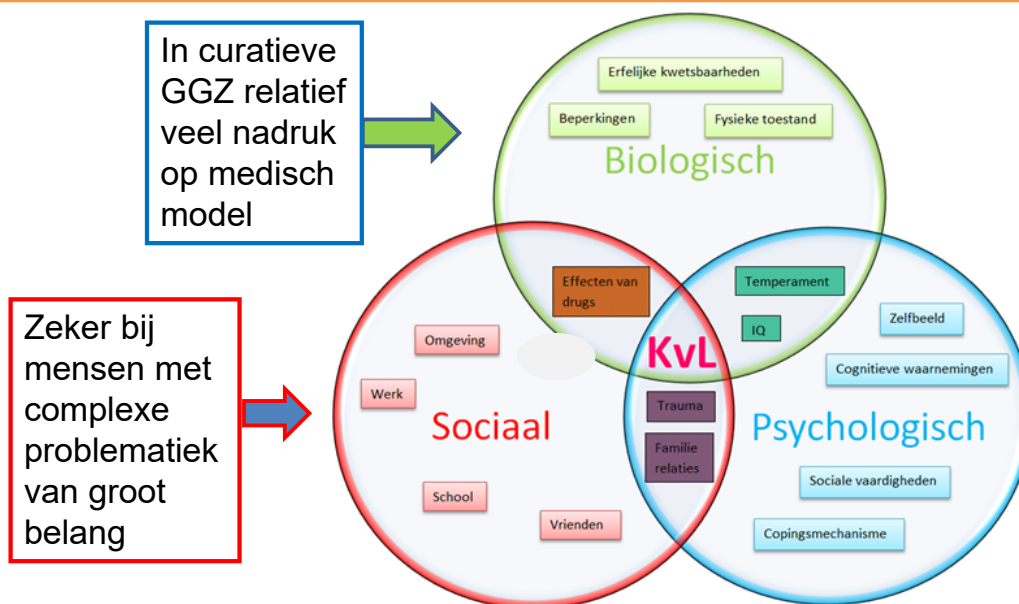 In curatieve
GGZ relatief
veel nadruk
op medisch
model
Erfelijke kwetsbaarheden
Beperkingen
Fysieke toestand
Biologisch
Zeker bij
mensen met
complexe
problematiek
van groot
belang
Effecten van
drugs
Temperament
IQ
KvL
Omgeving
Werk
Sociaal
School
Vrienden
Trauma
Familie
relaties
Zelfbeeld
Cognitieve waarnemingen
Psychologisch
Sociale vaardigheden
Copingsmechanisme